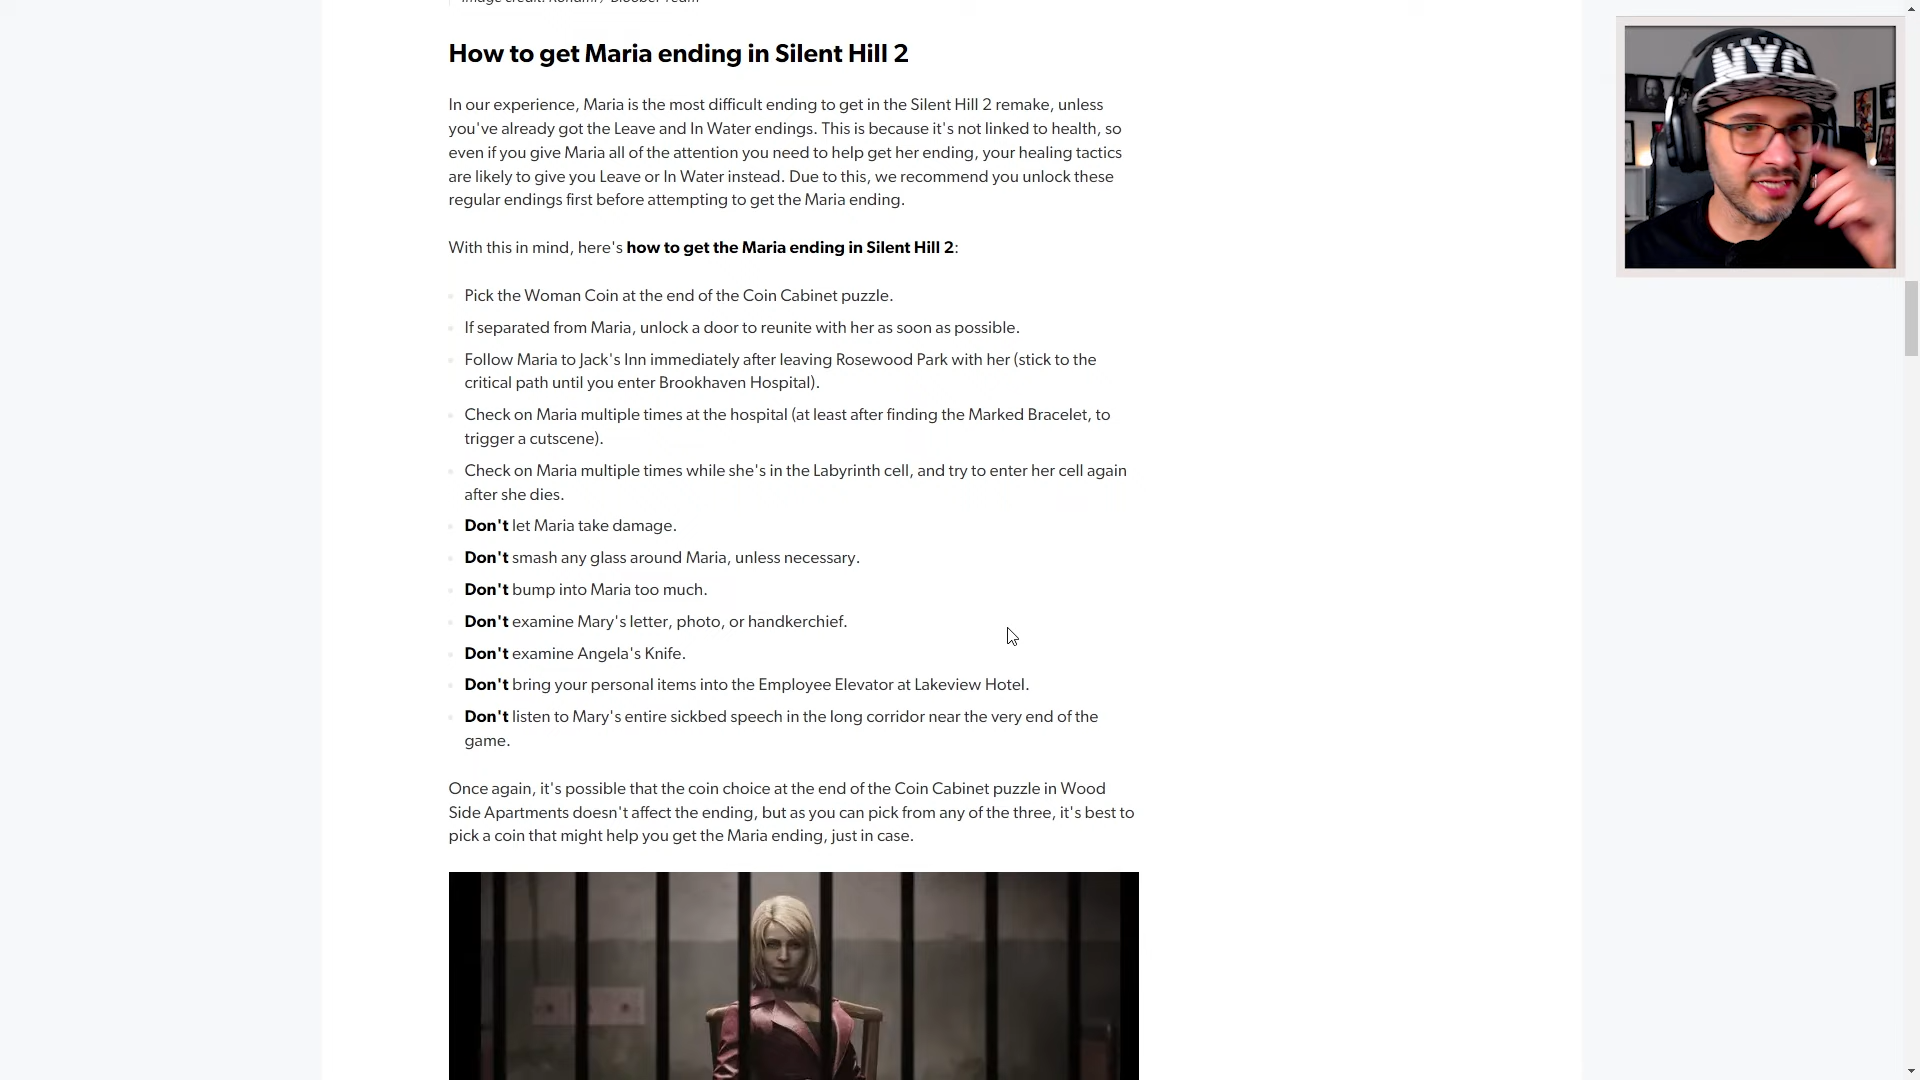 Image credit: Konami / Bloober Team
How to get Maria ending in Silent Hill 2
In our experience, Maria is the most difficult ending to get in the Silent Hill 2 remake, unless
you've already got the Leave and In Water endings. This is because it's not linked to health, so
even if you give Maria all of the attention you need to help get her ending, your healing tactics
are likely to give you Leave or In Water instead. Due to this, we recommend you unlock these
regular endings first before attempting to get the Maria ending.
With this in mind, here's how to get the Maria ending in Silent Hill 2:
Pick the Woman Coin at the end of the Coin Cabinet puzzle.
If separated from Maria, unlock a door to reunite with her as soon as possible.
Follow Maria to Jack's Inn immediately after leaving Rosewood Park with her (stick to the
critical path until you enter Brookhaven Hospital).
Check on Maria multiple times at the hospital (at least after finding the Marked Bracelet, to
trigger a cutscene).
Check on Maria multiple times while she's in the Labyrinth cell, and try to enter her cell again
after she dies.
Don't let Maria take damage.
Don't smash any glass around Maria, unless necessary.
Don't bump into Maria too much.
Don't examine Mary's letter, photo, or handkerchief.
Don't examine Angela's Knife.
Don't bring your personal items into the Employee Elevator at Lakeview Hotel.
Don't listen to Mary's entire sickbed speech in the long corridor near the very end of the
game.
Once again, it's possible that the coin choice at the end of the Coin Cabinet puzzle in Wood
Side Apartments doesn't affect the ending, but as you can pick from any of the three, it's best to
pick a coin that might help you get the Maria ending, just in case.
NYC